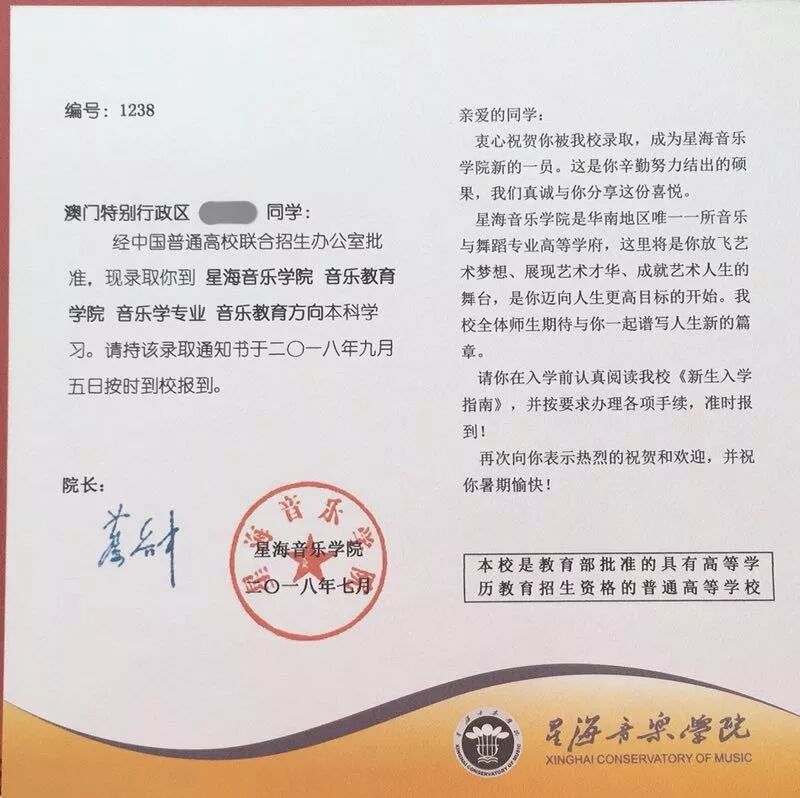 编号：1238
澳门特别行政区 同学：
经中国普通高校联合招生办公室批
准，现录取你到 星海音乐学院 音乐教育
学院 音乐学专业 音乐教育方向本科学
习。请持该录取通知书于二〇一八年九月
五日按时到校报到。
院长：
星海音乐学院
星海音乐学院
二〇一八年七月
亲爱的同学：
衷心祝贺你被我校录取，成为星海音乐
学院新的一员。这是你辛勤努力结出的硕
果，我们真诚与你分享这份喜悦。
星海音乐学院是华南地区唯一一所音乐
与舞蹈专业高等学府，这里将是你放飞艺
术梦想、展现艺术才华、成就艺术人生的
舞台，是你迈向人生更高目标的开始。我
校全体师生期待与你一起谱写人生新的篇
章。
请你在入学前认真阅读我校《新生入学
指南》，并按要求办理各项手续，准时报
到！
再次向你表示热烈的祝贺和欢迎，并祝
你暑期愉快！
本校是教育部批准的具有高等学
历教育招生资格的普通高等学校
XINGHAI CONSERVATORY OF MUSIC
星海音樂学院
XINGHAI CONSERVATORY OF MUSIC